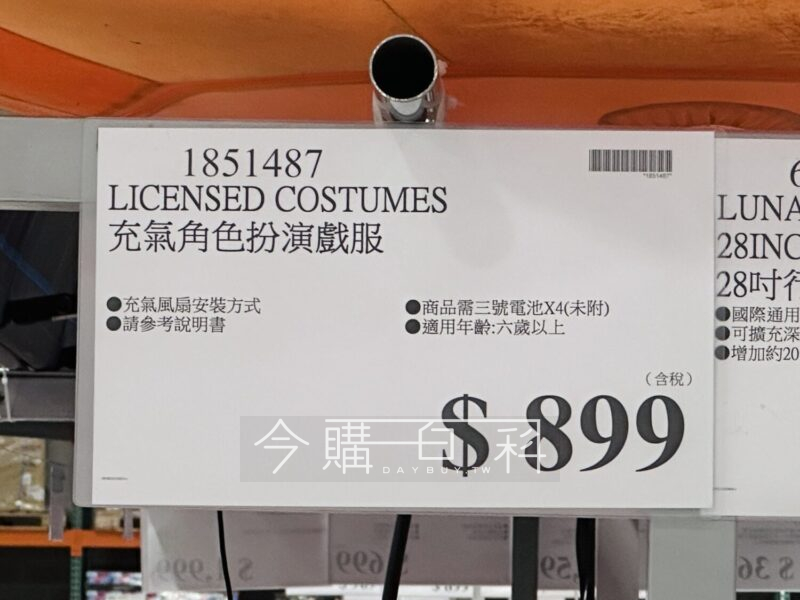 1851487
*1851487*
LICENSED COSTUMES
充氣角色扮演戲服
●充氣風扇安裝方式
●請參考說明書
●商品需三號電池X4(未附)
●適用年齡:六歲以上
(含稅)
$ 899
今購百科
DAYBUY.TW
6
LUNA
28INC
28吋行
●國際通用
●可擴充深
●增加約20